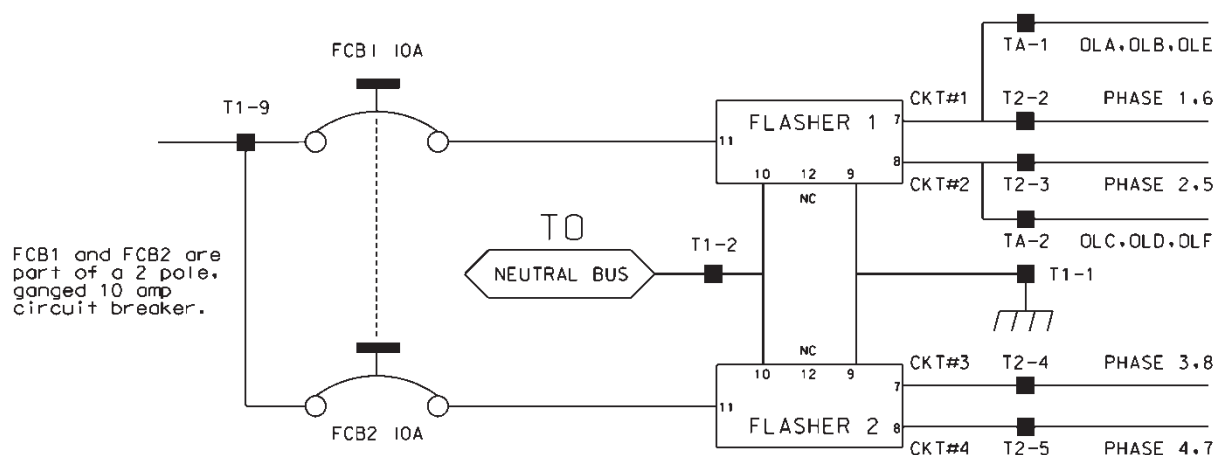 FCB1 10A
T1-9
TA-1 OLA.OLB.OLE
CKT#1 T2-2 PHASE 1.6
FLASHER 1
11
7
8
10 12 9
NC
CKT#2 T2-3 PHASE 2.5
TA-2 OLC.OLD.OLF
TO
NEUTRAL BUS
T1-2
T1-1
FCB1 and FCB2 are
part of a 2 pole.
ganged 10 amp
circuit breaker.
NC
10 12 9
CKT#3 T2-4 PHASE 3.8
7
11
FLASHER 2
8
FCB2 10A
CKT#4 T2-5 PHASE 4.7